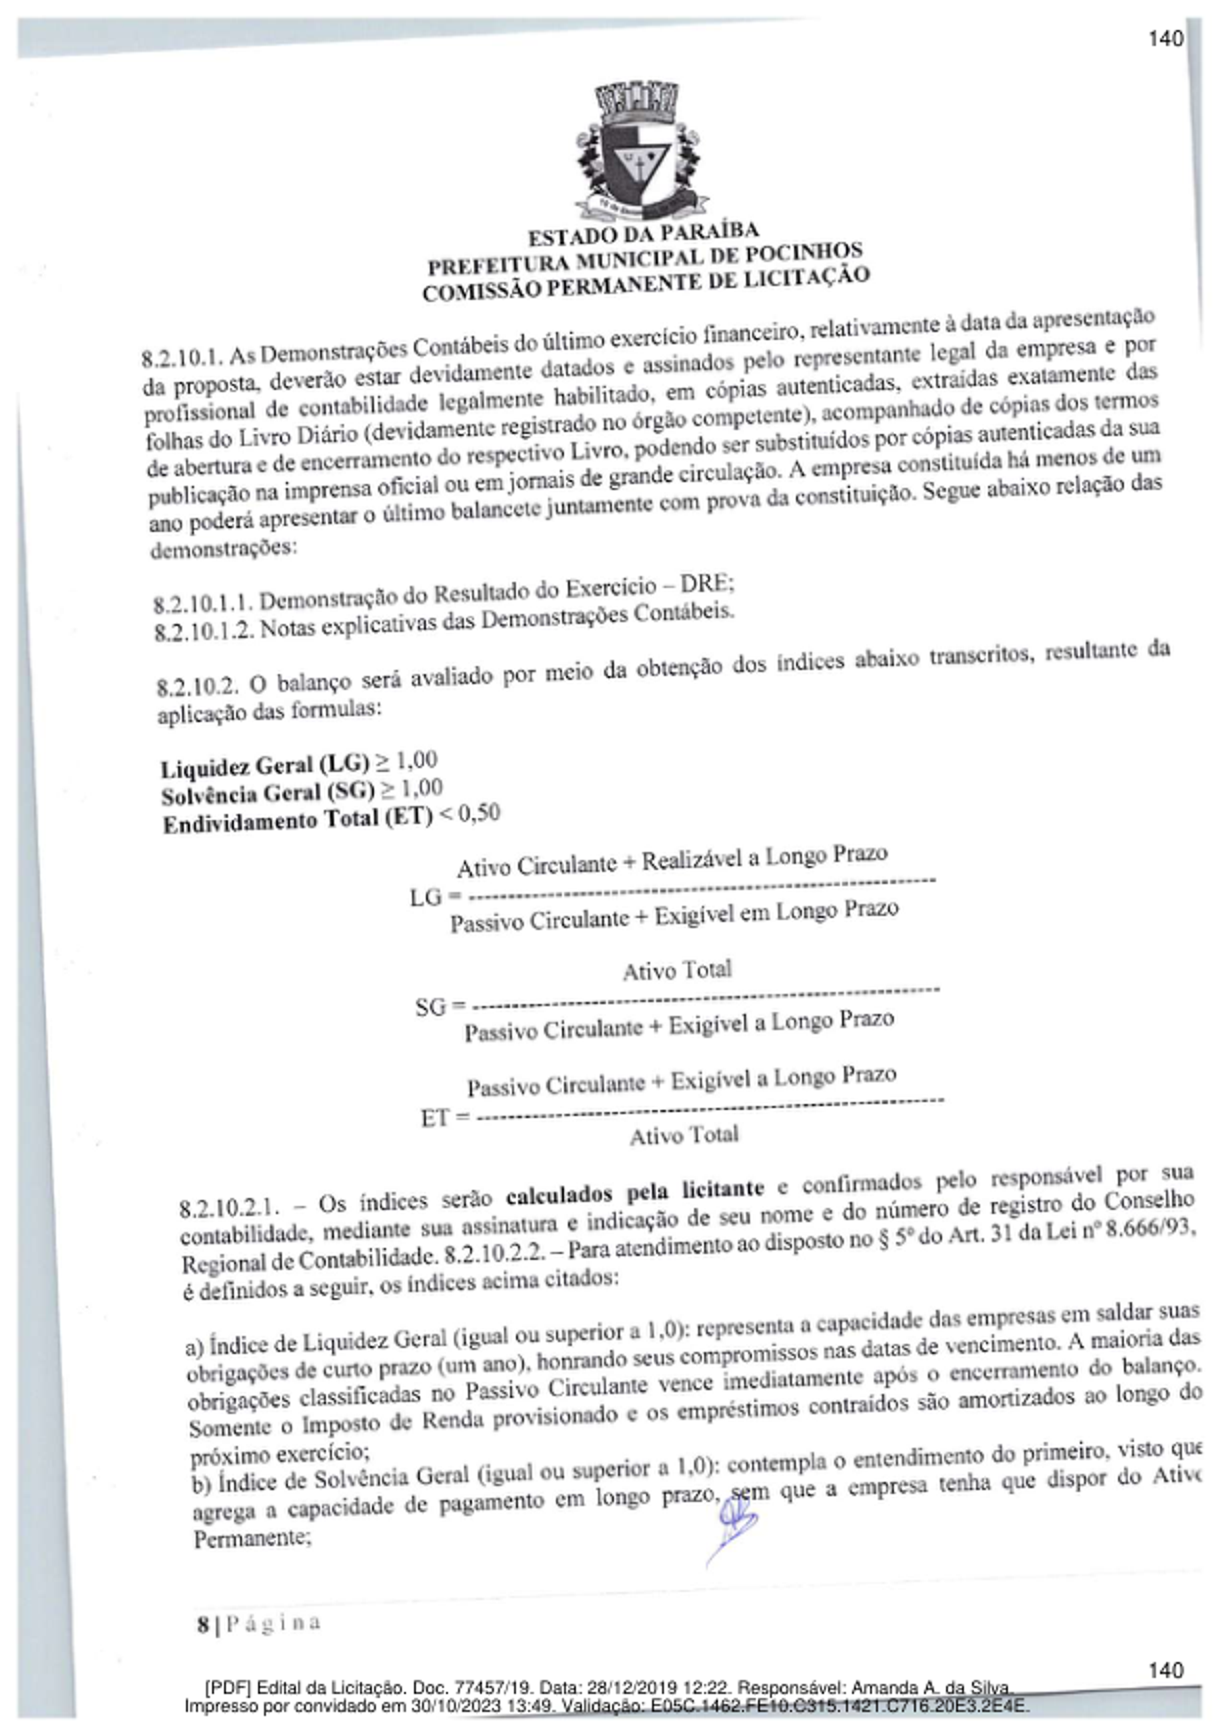 140
ESTADO DA PARAÍBA
PREFEITURA MUNICIPAL DE POCINHOS
COMISSÃO PERMANENTE DE LICITAÇÃO
8.2.10.1. As Demonstrações Contábeis do último exercício financeiro, relativamente à data da apresentação
da proposta, deverão estar devidamente datados e assinados pelo representante legal da empresa e por
profissional de contabilidade legalmente habilitado, em cópias autenticadas, extraídas exatamente das
folhas do Livro Diário (devidamente registrado no órgão competente), acompanhado de cópias dos termos
de abertura e de encerramento do respectivo Livro, podendo ser substituídos por cópias autenticadas da sua
publicação na imprensa oficial ou em jornais de grande circulação. A empresa constituída há menos de um
ano poderá apresentar o último balancete juntamente com prova da constituição. Segue abaixo relação das
demonstrações:
8.2.10.1.1. Demonstração do Resultado do Exercício – DRE;
8.2.10.1.2. Notas explicativas das Demonstrações Contábeis.
8.2.10.2. O balanço será avaliado por meio da obtenção dos índices abaixo transcritos, resultante da
aplicação das formulas:
Liquidez Geral (LG) ≥ 1,00
Solvência Geral (SG) ≥ 1,00
Endividamento Total (ET) < 0,50
Ativo Circulante + Realizável a Longo Prazo
LG = ------------------------------------------------------------
Passivo Circulante + Exigível em Longo Prazo
Ativo Total
SG = ------------------------------------------------------------
Passivo Circulante + Exigível a Longo Prazo
Passivo Circulante + Exigível a Longo Prazo
ET = ------------------------------------------------------------
Ativo Total
8.2.10.2.1. – Os índices serão calculados pela licitante e confirmados pelo responsável por sua
contabilidade, mediante sua assinatura e indicação de seu nome e do número de registro do Conselho
Regional de Contabilidade. 8.2.10.2.2. – Para atendimento ao disposto no § 5º do Art. 31 da Lei nº 8.666/93,
é definidos a seguir, os índices acima citados:
a) Índice de Liquidez Geral (igual ou superior a 1,0): representa a capacidade das empresas em saldar suas
obrigações de curto prazo (um ano), honrando seus compromissos nas datas de vencimento. A maioria das
obrigações classificadas no Passivo Circulante vence imediatamente após o encerramento do balanço.
Somente o Imposto de Renda provisionado e os empréstimos contraídos são amortizados ao longo do
próximo exercício;
b) Índice de Solvência Geral (igual ou superior a 1,0): contempla o entendimento do primeiro, visto que
agrega a capacidade de pagamento em longo prazo, sem que a empresa tenha que dispor do Ativo
Permanente;
8 | Página
140
[PDF] Edital da Licitação. Doc. 77457/19. Data: 28/12/2019 12:22. Responsável: Amanda A. da Silva.
Impresso por convidado em 30/10/2023 13:49. Validação: E05C.1462.FE10.C315.1421.C716.20E3.2E4E.